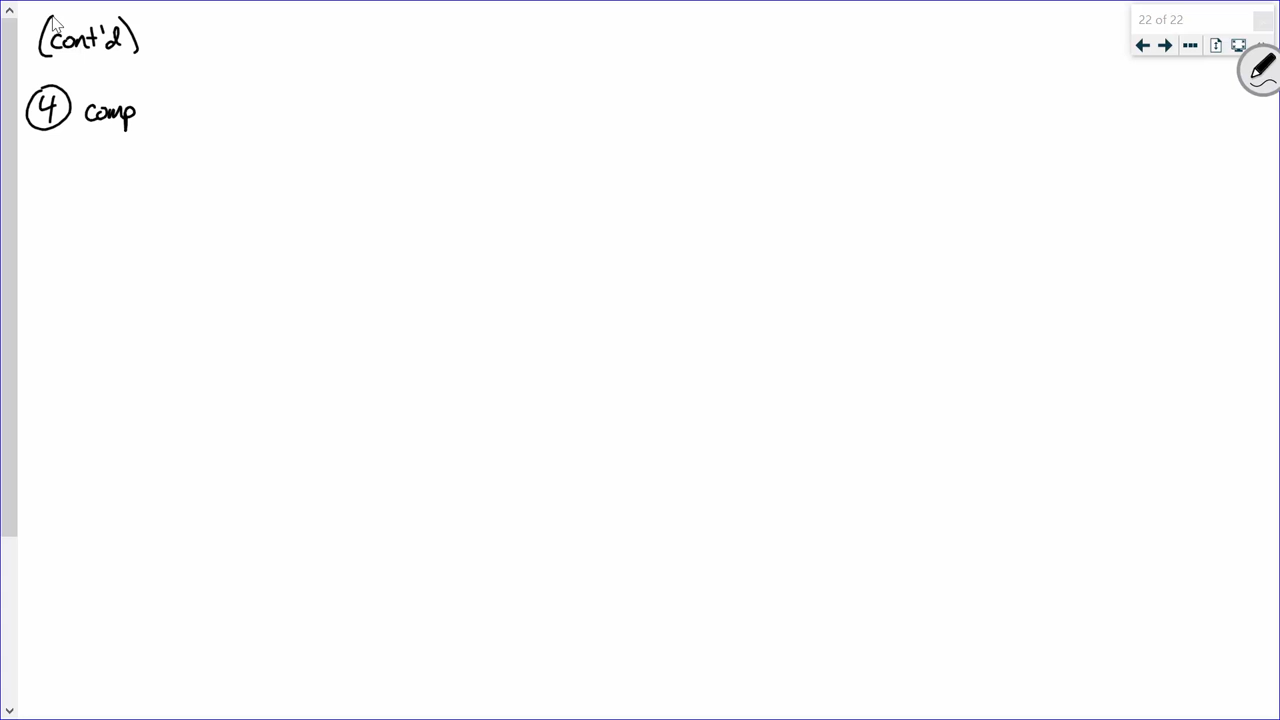 (cont'd)
22 of 22
④ comp